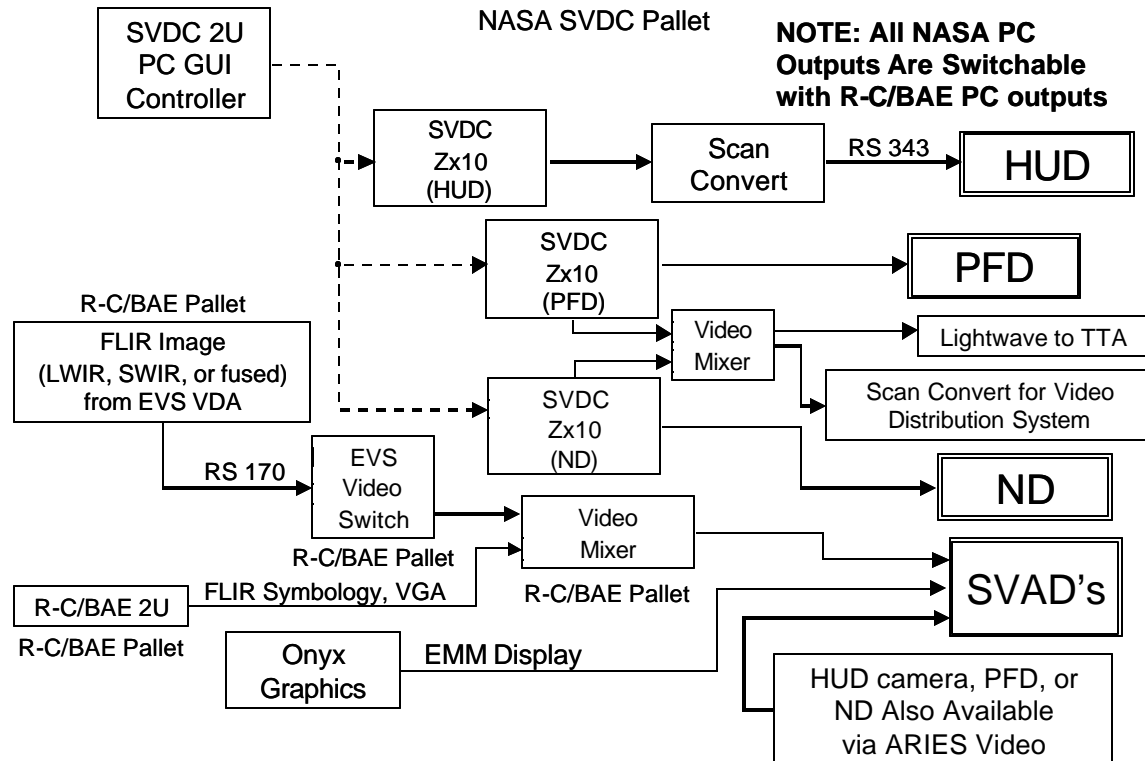 NASA SVDC Pallet
SVDC 2U
PC GUI
Controller
NOTE: All NASA PC
Outputs Are Switchable
with R-C/BAE PC outputs
SVDC
Zx10
(HUD)
Scan
Convert
RS 343
HUD
SVDC
Zx10
(PFD)
PFD
R-C/BAE Pallet
FLIR Image
(LWIR, SWIR, or fused)
from EVS VDA
Video
Mixer
Lightwave to TTA
Scan Convert for Video
Distribution System
SVDC
Zx10
(ND)
ND
RS 170
EVS
Video
Switch
R-C/BAE Pallet
Video
Mixer
R-C/BAE Pallet
SVAD's
R-C/BAE 2U
R-C/BAE Pallet
FLIR Symbology, VGA
Onyx
Graphics
EMM Display
HUD camera, PFD, or
ND Also Available
via ARIES Video